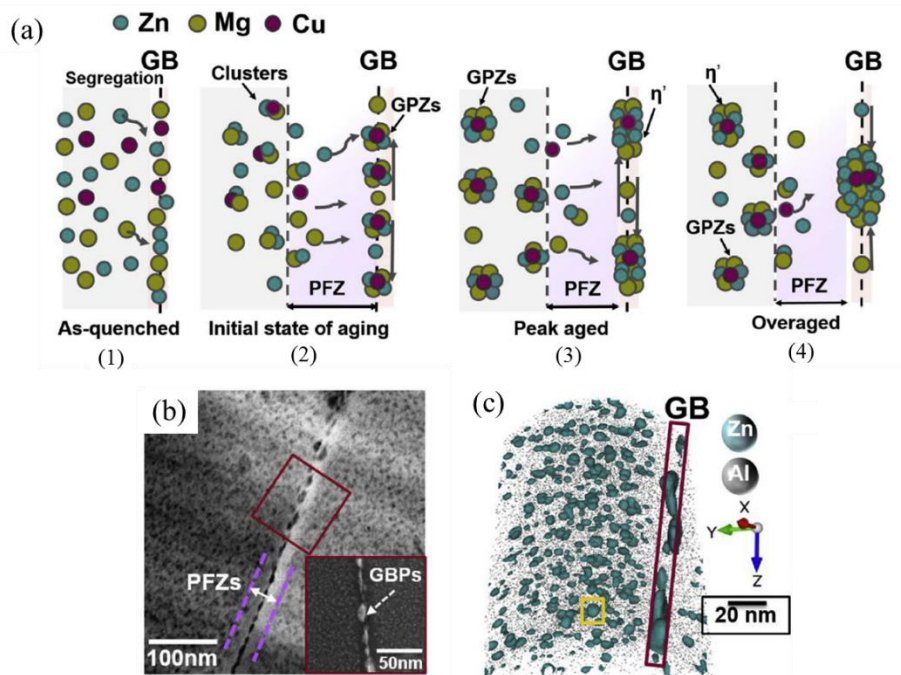 (a)
Zn Mg Cu
Segregation
GB
As-quenched
(1)
Clusters
GB
GPZs
PFZ
Initial state of aging
(2)
GPZs
GB
η'
PFZ
Peak aged
(3)
η'
GB
GPZs
PFZ
Overaged
(4)
(b)
PFZs
100nm
GBPs
50nm
(c)
GB
Zn
Al
X
Y
Z
20 nm